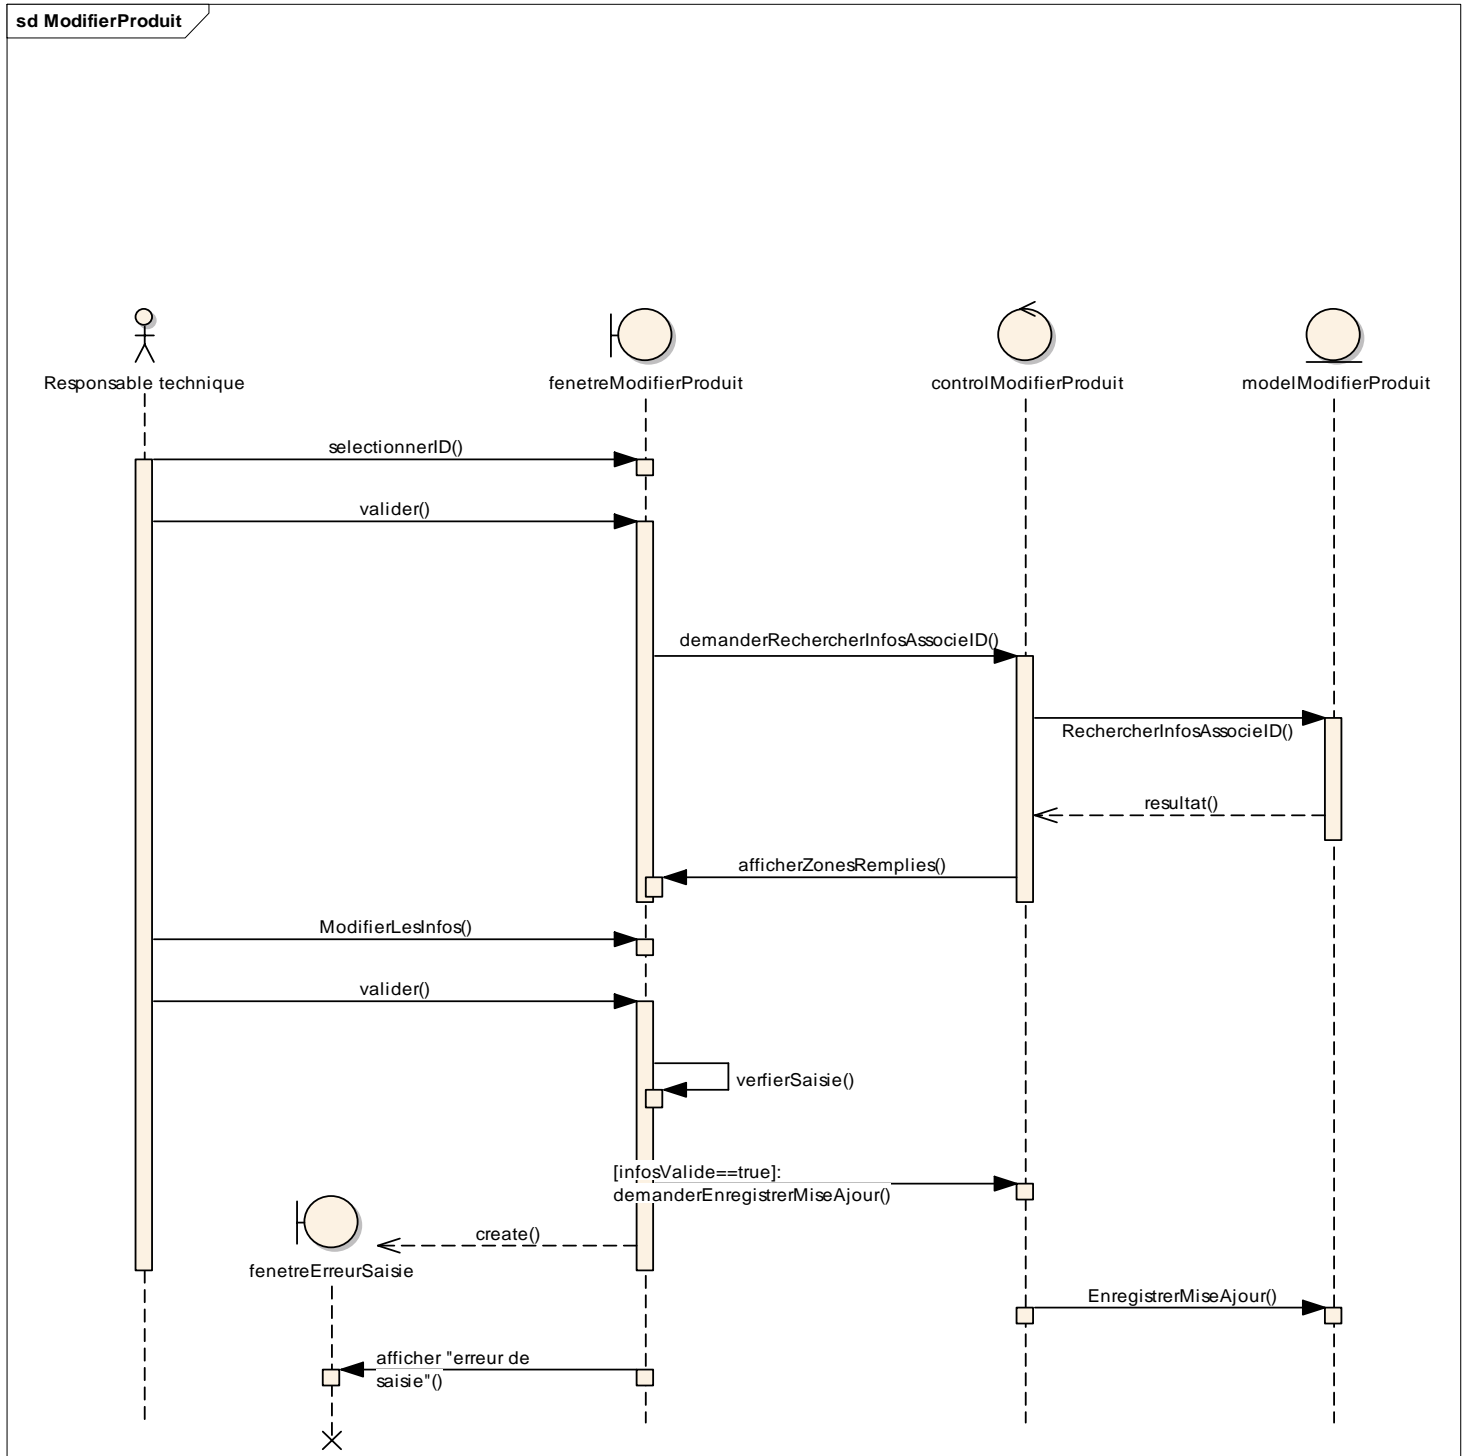 sd ModifierProduit
Responsable technique
fenetreModifierProduit
controlModifierProduit
modelModifierProduit
selectionnerID()
valider()
demanderRechercherInfosAssocieID()
RechercherInfosAssocieID()
resultat()
afficherZonesRemplies()
ModifierLesInfos()
valider()
verfierSaisie()
[infosValide==true]:
demanderEnregistrerMiseAjour()
create()
fenetreErreurSaisie
EnregistrerMiseAjour()
afficher "erreur de
saisie"()